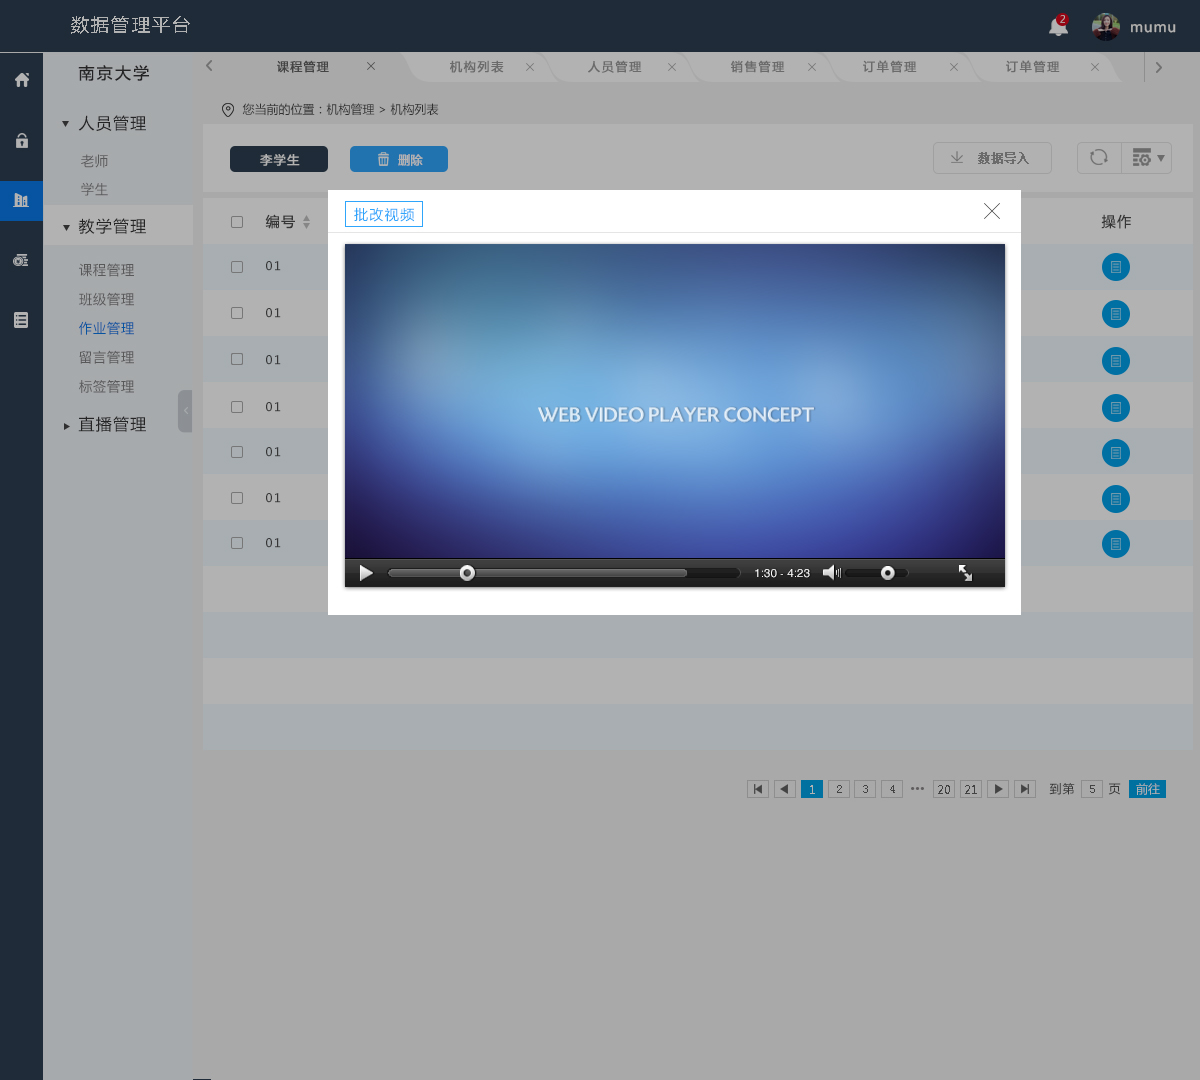 数据管理平台
2
mumu
南京大学
课程管理
机构列表
人员管理
销售管理
订单管理
订单管理
您当前的位置：机构管理 > 机构列表
人员管理
老师
学生
教学管理
课程管理
班级管理
作业管理
留言管理
标签管理
直播管理
李学生
删除
数据导入
编号
操作
01
01
01
01
01
01
01
批改视频
WEB VIDEO PLAYER CONCEPT
1:30 - 4:23
1 2 3 4 ··· 20 21 到第 5 页 前往